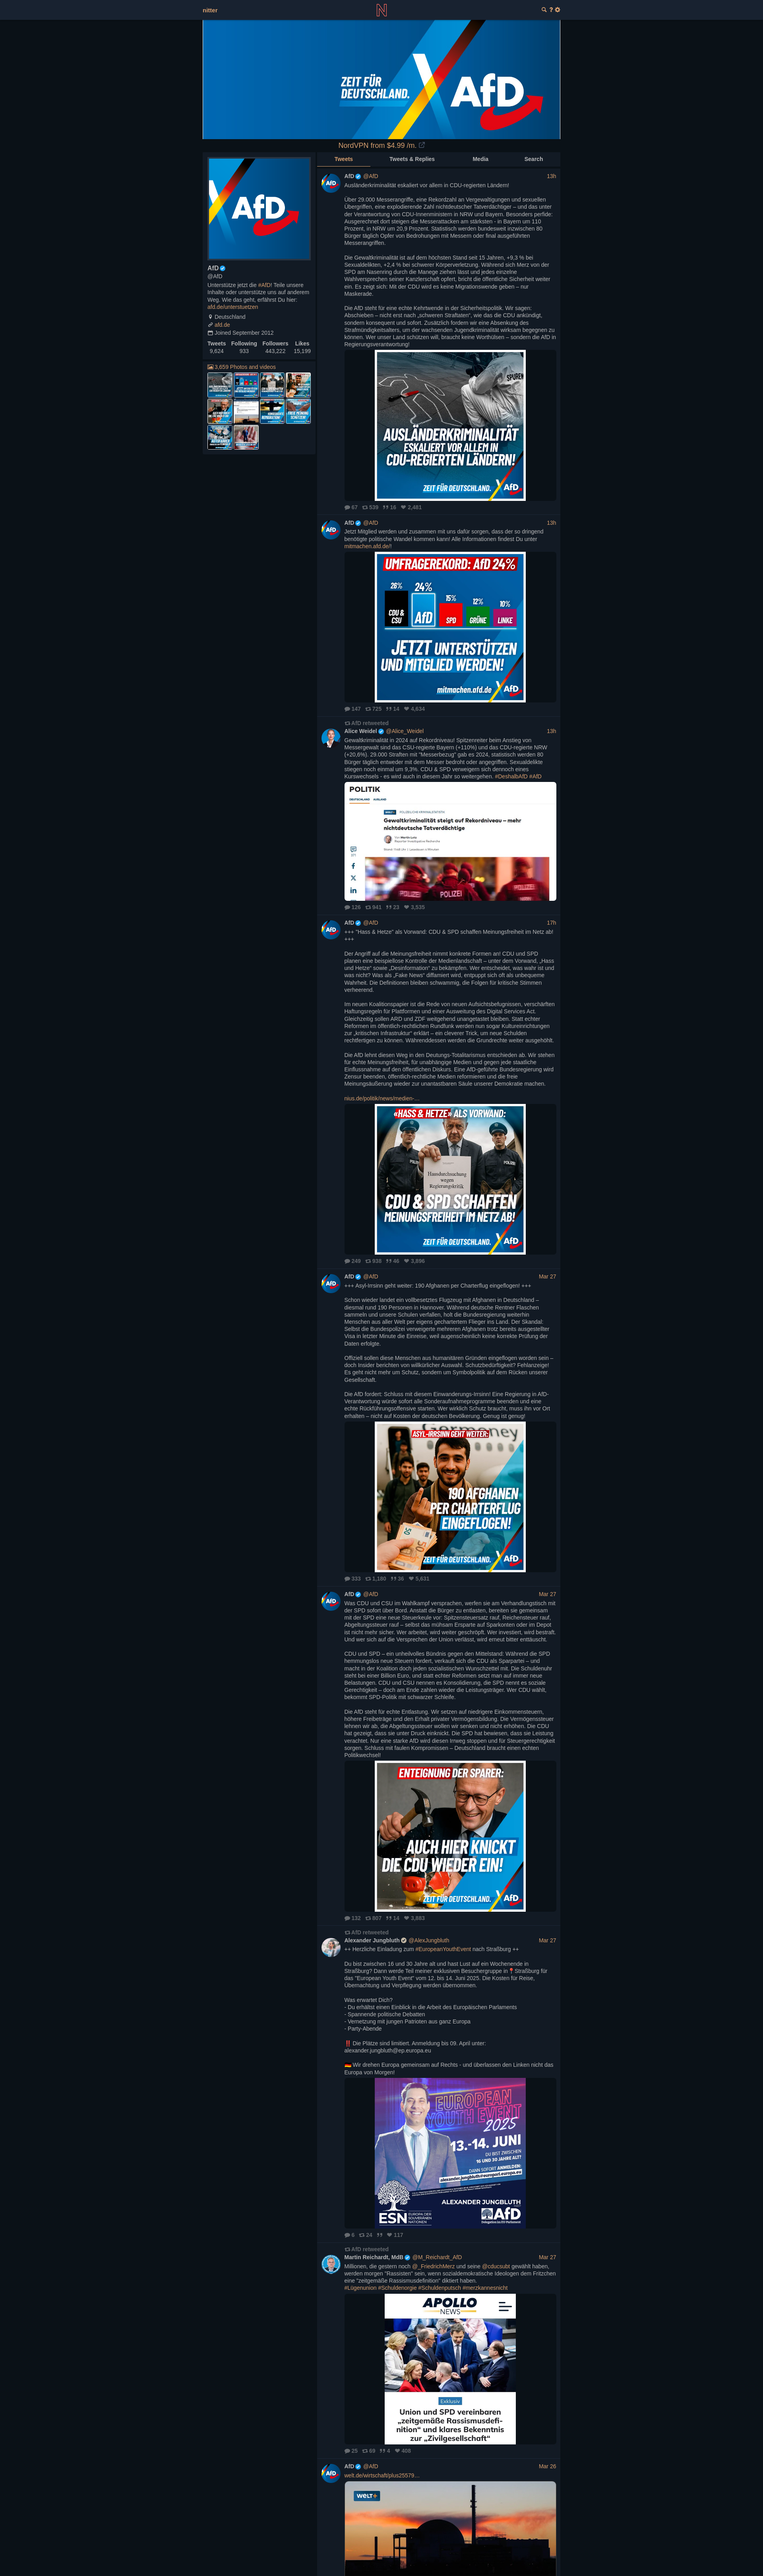 nitter
ZEIT FÜR
DEUTSCHLAND.
AfD
NordVPN from $4.99 /m.
AfD
AfD
@AfD
Unterstütze jetzt die #AfD! Teile unsere
Inhalte oder unterstütze uns auf anderem
Weg. Wie das geht, erfährst Du hier:
afd.de/unterstuetzen
Deutschland
afd.de
Joined September 2012
Tweets Following Followers Likes
9,624 933 443,222 15,199
3,659 Photos and videos
Tweets Tweets & Replies Media Search
AfD @AfD 13h
Ausländerkriminalität eskaliert vor allem in CDU-regierten Ländern!
Über 29.000 Messerangriffe, eine Rekordzahl an Vergewaltigungen und sexuellen
Übergriffen, eine explodierende Zahl nichtdeutscher Tatverdächtiger – und das unter
der Verantwortung von CDU-Innenministern in NRW und Bayern. Besonders perfide:
Ausgerechnet dort steigen die Messerattacken am stärksten - in Bayern um 110
Prozent, in NRW um 20,9 Prozent. Statistisch werden bundesweit inzwischen 80
Bürger täglich Opfer von Bedrohungen mit Messern oder final ausgeführten
Messerangriffen.
Die Gewaltkriminalität ist auf dem höchsten Stand seit 15 Jahren, +9,3 % bei
Sexualdelikten, +2,4 % bei schwerer Körperverletzung. Während sich Merz von der
SPD am Nasenring durch die Manege ziehen lässt und jedes einzelne
Wahlversprechen seiner Kanzlerschaft opfert, bricht die öffentliche Sicherheit weiter
ein. Es zeigt sich: Mit der CDU wird es keine Migrationswende geben – nur
Maskerade.
Die AfD steht für eine echte Kehrtwende in der Sicherheitspolitik. Wir sagen:
Abschieben – nicht erst nach „schweren Straftaten“, wie das die CDU ankündigt,
sondern konsequent und sofort. Zusätzlich fordern wir eine Absenkung des
Strafmündigkeitsalters, um der wachsenden Jugendkriminalität wirksam begegnen zu
können. Wer unser Land schützen will, braucht keine Worthülsen – sondern die AfD in
Regierungsverantwortung!
SPUREN
AUSLÄNDERKRIMINALITÄT
ESKALIERT VOR ALLEM IN
CDU-REGIERTEN LÄNDERN!
ZEIT FÜR DEUTSCHLAND. AfD
67 539 16 2,481
AfD @AfD 13h
Jetzt Mitglied werden und zusammen mit uns dafür sorgen, dass der so dringend
benötigte politische Wandel kommen kann! Alle Informationen findest Du unter
mitmachen.afd.de/!
UMFRAGEREKORD: AfD 24%
26% 24% 15% 12% 10%
CDU & CSU AfD SPD GRÜNE LINKE
JETZT UNTERSTÜTZEN
UND MITGLIED WERDEN!
mitmachen.afd.de AfD
147 725 14 4,834
AfD retweeted
Alice Weidel @Alice_Weidel 13h
Gewaltkriminalität in 2024 auf Rekordniveau! Spitzenreiter beim Anstieg von
Messergewalt sind das CSU-regierte Bayern (+110%) und das CDU-regierte NRW
(+20,6%). 29.000 Straften mit "Messerbezug" gab es 2024, statistisch werden 80
Bürger täglich entweder mit dem Messer bedroht oder angegriffen. Sexualdelikte
stiegen noch einmal um 9,3%. CDU & SPD verweigern sich dennoch eines
Kurswechsels - es wird auch in diesem Jahr so weitergehen. #DeshalbAfD #AfD
POLITIK
DEUTSCHLAND AUSLAND
Gewaltkriminalität steigt auf Rekordniveau – mehr
nichtdeutsche Tatverdächtige
POLIZEI
126 941 23 3,535
AfD @AfD 17h
+++ "Hass & Hetze" als Vorwand: CDU & SPD schaffen Meinungsfreiheit im Netz ab!
+++
Der Angriff auf die Meinungsfreiheit nimmt konkrete Formen an! CDU und SPD
planen eine beispiellose Kontrolle der Medienlandschaft – unter dem Vorwand, „Hass
und Hetze“ sowie „Desinformation“ zu bekämpfen. Wer entscheidet, was wahr ist und
was nicht? Was als „Fake News“ diffamiert wird, entpuppt sich oft als unbequeme
Wahrheit. Die Definitionen bleiben schwammig, die Folgen für kritische Stimmen
verheerend.
Im neuen Koalitionspapier ist die Rede von neuen Aufsichtsbefugnissen, verschärften
Haftungsregeln für Plattformen und einer Ausweitung des Digital Services Act.
Gleichzeitig sollen ARD und ZDF weitgehend unangetastet bleiben. Statt echter
Reformen im öffentlich-rechtlichen Rundfunk werden nun sogar Kultureinrichtungen
zur „kritischen Infrastruktur“ erklärt – ein cleverer Trick, um neue Schulden
rechtfertigen zu können. Währenddessen werden die Grundrechte weiter ausgehöhlt.
Die AfD lehnt diesen Weg in den Deutungs-Totalitarismus entschieden ab. Wir stehen
für echte Meinungsfreiheit, für unabhängige Medien und gegen jede staatliche
Einflussnahme auf den öffentlichen Diskurs. Eine AfD-geführte Bundesregierung wird
Zensur beenden, öffentlich-rechtliche Medien reformieren und die freie
Meinungsäußerung wieder zur unantastbaren Säule unserer Demokratie machen.
nius.de/politik/news/medien-…
«HASS & HETZE» ALS VORWAND:
Hausdurchsuchung
wegen
Regierungskritik
CDU & SPD SCHAFFEN
MEINUNGSFREIHEIT IM NETZ AB!
ZEIT FÜR DEUTSCHLAND. AfD
249 938 46 3,896
AfD @AfD Mar 27
+++ Asyl-Irrsinn geht weiter: 190 Afghanen per Charterflug eingeflogen! +++
Schon wieder landet ein vollbesetztes Flugzeug mit Afghanen in Deutschland –
diesmal rund 190 Personen in Hannover. Während deutsche Rentner Flaschen
sammeln und unsere Schulen verfallen, holt die Bundesregierung weiterhin
Menschen aus aller Welt per eigens gechartertem Flieger ins Land. Der Skandal:
Selbst die Bundespolizei verweigerte mehreren Afghanen trotz bereits ausgestellter
Visa in letzter Minute die Einreise, weil augenscheinlich keine korrekte Prüfung der
Daten erfolgte.
Offiziell sollen diese Menschen aus humanitären Gründen eingeflogen worden sein –
doch Insider berichten von willkürlicher Auswahl. Schutzbedürftigkeit? Fehlanzeige!
Es geht nicht mehr um Schutz, sondern um Symbolpolitik auf dem Rücken unserer
Gesellschaft.
Die AfD fordert: Schluss mit diesem Einwanderungs-Irrsinn! Eine Regierung in AfD-
Verantwortung würde sofort alle Sonderaufnahmeprogramme beenden und eine
echte Rückführungsoffensive starten. Wer wirklich Schutz braucht, muss ihn vor Ort
erhalten – nicht auf Kosten der deutschen Bevölkerung. Genug ist genug!
ASYL-IRRSINN GEHT WEITER:
190 AFGHANEN
PER CHARTERFLUG
EINGEFLOGEN!
ZEIT FÜR DEUTSCHLAND. AfD
333 1,180 36 5,831
AfD @AfD Mar 27
Was CDU und CSU im Wahlkampf versprachen, werfen sie am Verhandlungstisch mit
der SPD sofort über Bord. Anstatt die Bürger zu entlasten, bereiten sie gemeinsam
mit der SPD eine neue Steuerkeule vor: Spitzensteuersatz rauf, Reichensteuer rauf,
Abgeltungssteuer rauf – selbst das mühsam Ersparte auf Sparkonten oder im Depot
ist nicht mehr sicher. Wer arbeitet, wird weiter geschröpft. Wer investiert, wird bestraft.
Und wer sich auf die Versprechen der Union verlässt, wird erneut bitter enttäuscht.
CDU und SPD – ein unheilvolles Bündnis gegen den Mittelstand: Während die SPD
hemmungslos neue Steuern fordert, verkauft sich die CDU als Sparpartei – und
macht in der Koalition doch jeden sozialistischen Wunschzettel mit. Die Schuldenuhr
steht bei einer Billion Euro, und statt echter Reformen setzt man auf immer neue
Belastungen. CDU und CSU nennen es Konsolidierung, die SPD nennt es soziale
Gerechtigkeit – doch am Ende zahlen wieder die Leistungsträger. Wer CDU wählt,
bekommt SPD-Politik mit schwarzer Schleife.
Die AfD steht für echte Entlastung. Wir setzen auf niedrigere Einkommensteuern,
höhere Freibeträge und den Erhalt privater Vermögensbildung. Die Vermögenssteuer
lehnen wir ab, die Abgeltungssteuer wollen wir senken und nicht erhöhen. Die CDU
hat gezeigt, dass sie unter Druck einknickt. Die SPD hat bewiesen, dass sie Leistung
verachtet. Nur eine starke AfD wird diesen Irrweg stoppen und für Steuergerechtigkeit
sorgen. Schluss mit faulen Kompromissen – Deutschland braucht einen echten
Politikwechsel!
ENTEIGNUNG DER SPARER:
AUCH HIER KNICKT
DIE CDU WIEDER EIN!
ZEIT FÜR DEUTSCHLAND. AfD
132 807 14 3,883
AfD retweeted
Alexander Jungbluth @AlexJungbluth Mar 27
++ Herzliche Einladung zum #EuropeanYouthEvent nach Straßburg ++
Du bist zwischen 16 und 30 Jahre alt und hast Lust auf ein Wochenende in
Straßburg? Dann werde Teil meiner exklusiven Besuchergruppe in📍Straßburg für
das "European Youth Event" vom 12. bis 14. Juni 2025. Die Kosten für Reise,
Übernachtung und Verpflegung werden übernommen.
Was erwartet Dich?
- Du erhältst einen Einblick in die Arbeit des Europäischen Parlaments
- Spannende politische Debatten
- Vernetzung mit jungen Patrioten aus ganz Europa
- Party-Abende
‼️ Die Plätze sind limitiert. Anmeldung bis 09. April unter:
alexander.jungbluth@ep.europa.eu
🇩🇪 Wir drehen Europa gemeinsam auf Rechts - und überlassen den Linken nicht das
Europa von Morgen!
EUROPEAN
YOUTH EVENT
2025
13.-14. JUNI
DU BIST ZWISCHEN
16 UND 30 JAHRE ALT?
DANN SOFORT ANMELDEN:
alexander.jungbluth@europarl.europa.eu
ESN EUROPA DER SOUVERÄNEN NATIONEN
ALEXANDER JUNGBLUTH
AfD
6 24 117
AfD retweeted
Martin Reichardt, MdB @M_Reichardt_AfD Mar 27
Millionen, die gestern noch @_FriedrichMerz und seine @cducsubt gewählt haben,
werden morgen "Rassisten" sein, wenn sozialdemokratische Ideologen dem Fritzchen
eine "zeitgemäße Rassismusdefinition" diktiert haben.
#Lügenunion #Schuldenorgie #Schuldenputsch #merzkannesnicht
APOLLO
NEWS
Exklusiv
Union und SPD vereinbaren
„zeitgemäße Rassismusdefi-
nition“ und klares Bekenntnis
zur „Zivilgesellschaft“
25 69 4 408
AfD @AfD Mar 26
welt.de/wirtschaft/plus25579…
WELT+